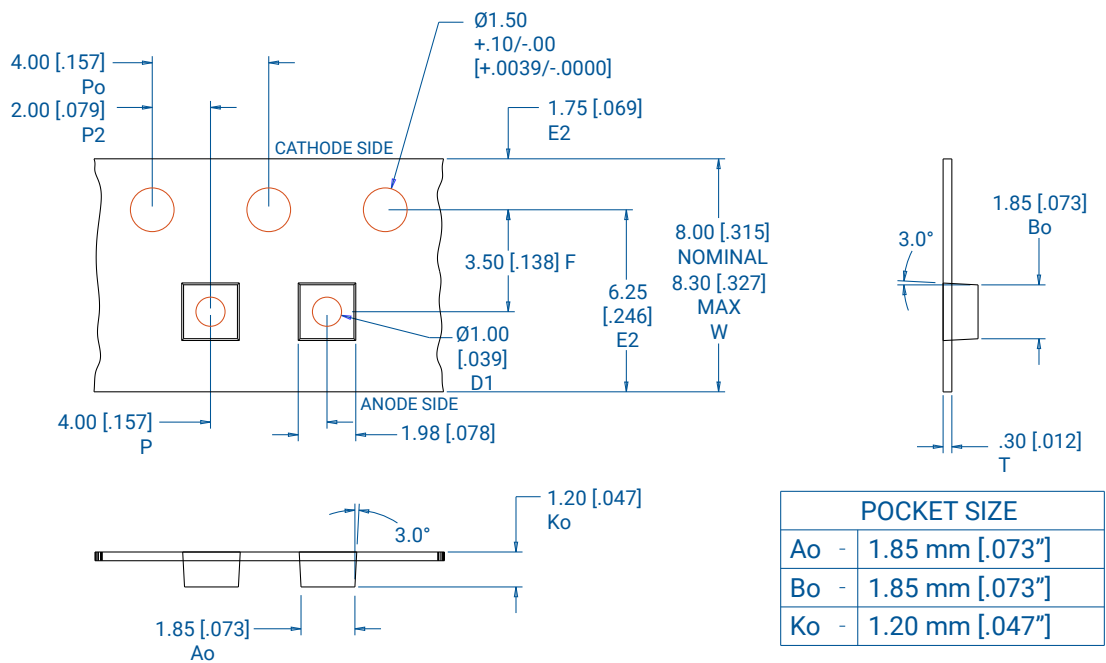 Ø1.50
+.10/-.00
[+.0039/-.0000]
4.00 [.157]
Po
2.00 [.079]
P2
1.75 [.069]
E2
CATHODE SIDE
3.50 [.138] F
8.00 [.315]
NOMINAL
8.30 [.327]
MAX
W
6.25
[.246]
E2
Ø1.00
[.039]
D1
ANODE SIDE
4.00 [.157]
P
1.98 [.078]
1.85 [.073]
Bo
3.0°
.30 [.012]
T
1.20 [.047]
Ko
3.0°
1.85 [.073]
Ao
POCKET SIZE
Ao - 1.85 mm [.073”]
Bo - 1.85 mm [.073”]
Ko - 1.20 mm [.047”]